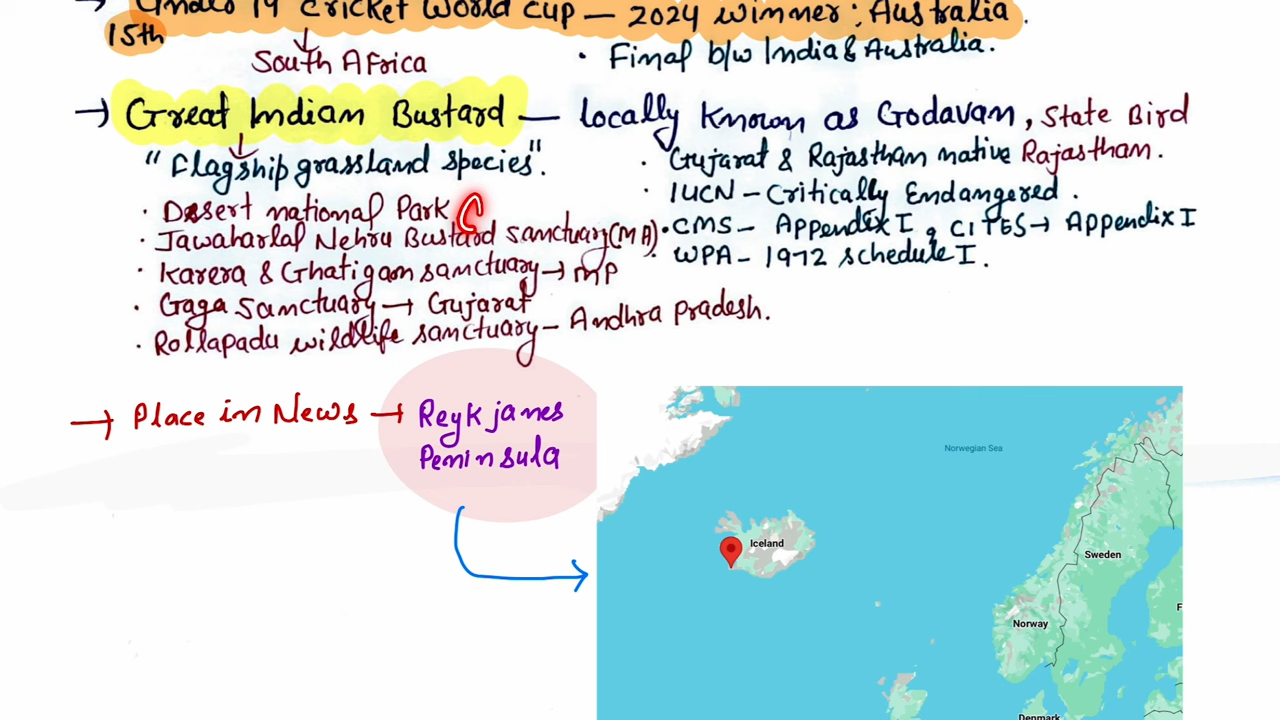 → Under 19 Cricket World Cup — 2024 winner: Australia.
15th
South Africa
· Final b/w India & Australia.
→ Great Indian Bustard — locally known as Godavan, State Bird
"Flagship grassland species".
· Gujarat & Rajasthan native Rajasthan.
· IUCN – Critically Endangered.
· Desert national Park (
· Jawaharlal Nehru Bustard sanctuary (MA).
· CMS – Appendix I, CITES → Appendix I
· Karera & Ghatigam sanctuary → MP
· WPA – 1972 schedule I.
· Gaga Sanctuary → Gujarat
· Rollapadu wildlife sanctuary – Andhra Pradesh.
→ Place in News → Reykjanes
Peninsula
Norwegian Sea
Iceland
Sweden
F
Norway
Denmark